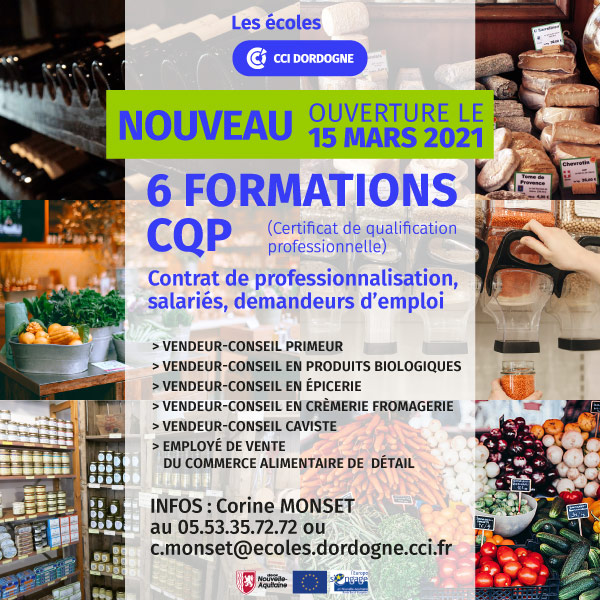 Les écoles
CCI DORDOGNE
NOUVEAU
OUVERTURE LE
15 MARS 2021
6 FORMATIONS
CQP
(Certificat de qualification
professionnelle)
Contrat de professionnalisation,
salariés, demandeurs d’emploi
> VENDEUR-CONSEIL PRIMEUR
> VENDEUR-CONSEIL EN PRODUITS BIOLOGIQUES
> VENDEUR-CONSEIL EN ÉPICERIE
> VENDEUR-CONSEIL EN CRÈMERIE FROMAGERIE
> VENDEUR-CONSEIL CAVISTE
> EMPLOYÉ DE VENTE
DU COMMERCE ALIMENTAIRE DE DÉTAIL
INFOS : Corine MONSET
au 05.53.35.72.72 ou
c.monset@ecoles.dordogne.cci.fr
Tome de
Provence
Chevrotin
Nouvelle-
Aquitaine
l'Europe
s'engage